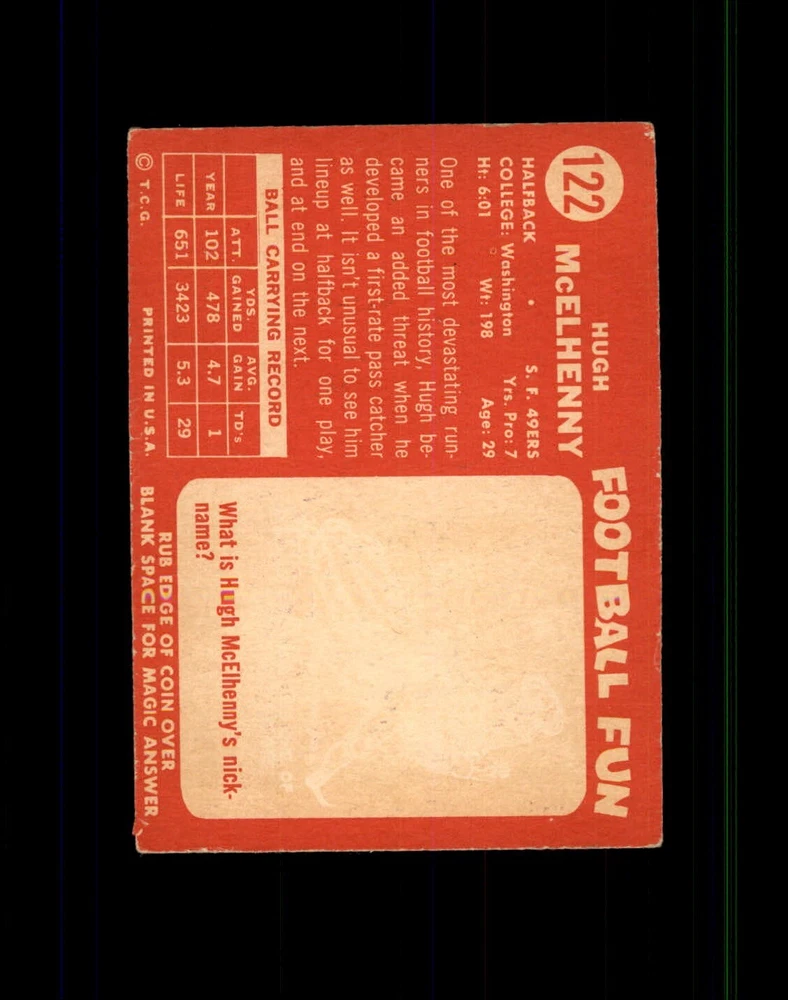 122
HUGH
McELHENNY
HALFBACK • S. F. 49ERS
COLLEGE: Washington Yrs. Pro: 7
Ht: 6:01 Wt: 198 Age: 29
One of the most devastating run-
ners in football history, Hugh be-
came an added threat when he
developed a first-rate pass catcher
as well. It isn't unusual to see him
lineup at halfback for one play,
and at end on the next.
BALL CARRYING RECORD
ATT. YDS. GAINED AVG. GAIN TD's
YEAR 102 478 4.7 1
LIFE 651 3423 5.3 29
© T.C.G. PRINTED IN U.S.A.
FOOTBALL FUN
What is Hugh McElhenny's nick-
name?
RUB EDGE OF COIN OVER
BLANK SPACE FOR MAGIC ANSWER